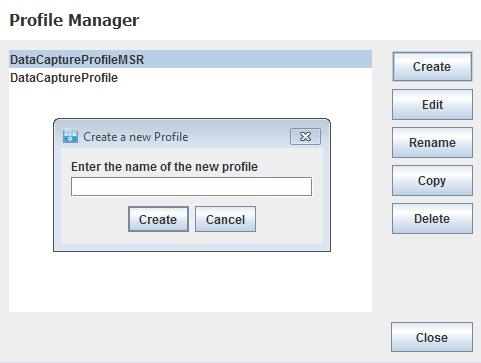 Profile Manager
DataCaptureProfileMSR
DataCaptureProfile
Create
Edit
Rename
Copy
Delete
Create a new Profile
Enter the name of the new profile
Create
Cancel
Close